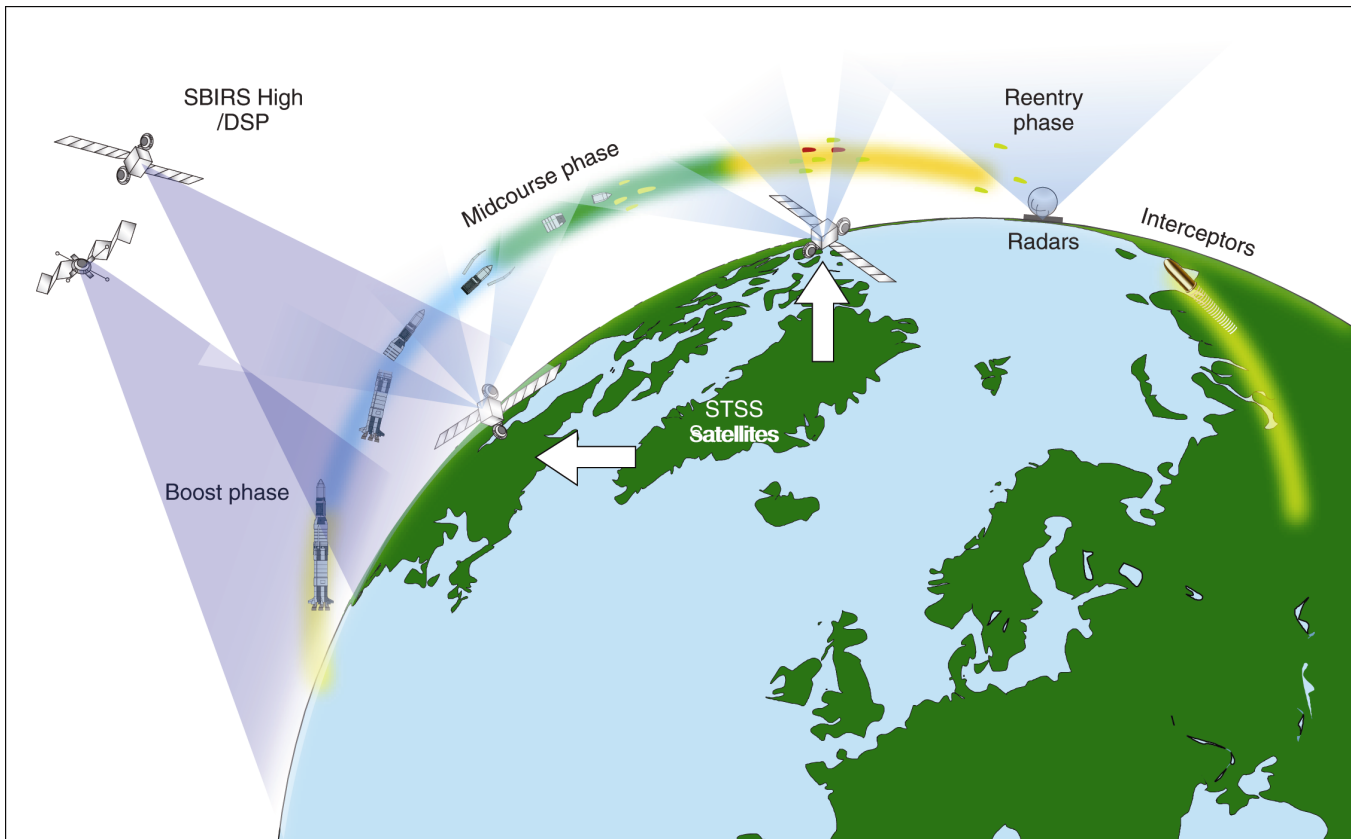 SBIRS High
/DSP
Reentry
phase
Midcourse phase
Interceptors
Radars
STSS
Satellites
Boost phase